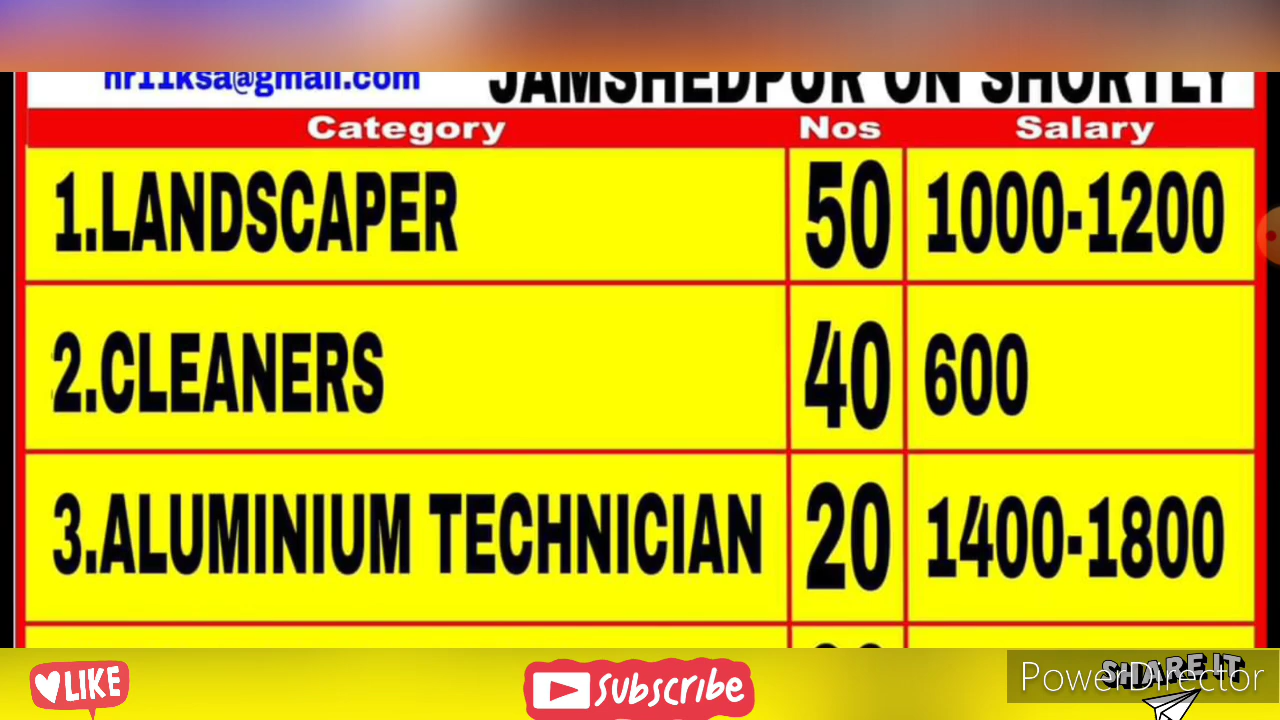 hr11ksa@gmail.com JAMSHEDPUR ON SHORTLY
Category Nos Salary
1.LANDSCAPER 50 1000-1200
2.CLEANERS 40 600
3.ALUMINIUM TECHNICIAN 20 1400-1800
LIKE Subscribe SHARE IT
PowerDirector